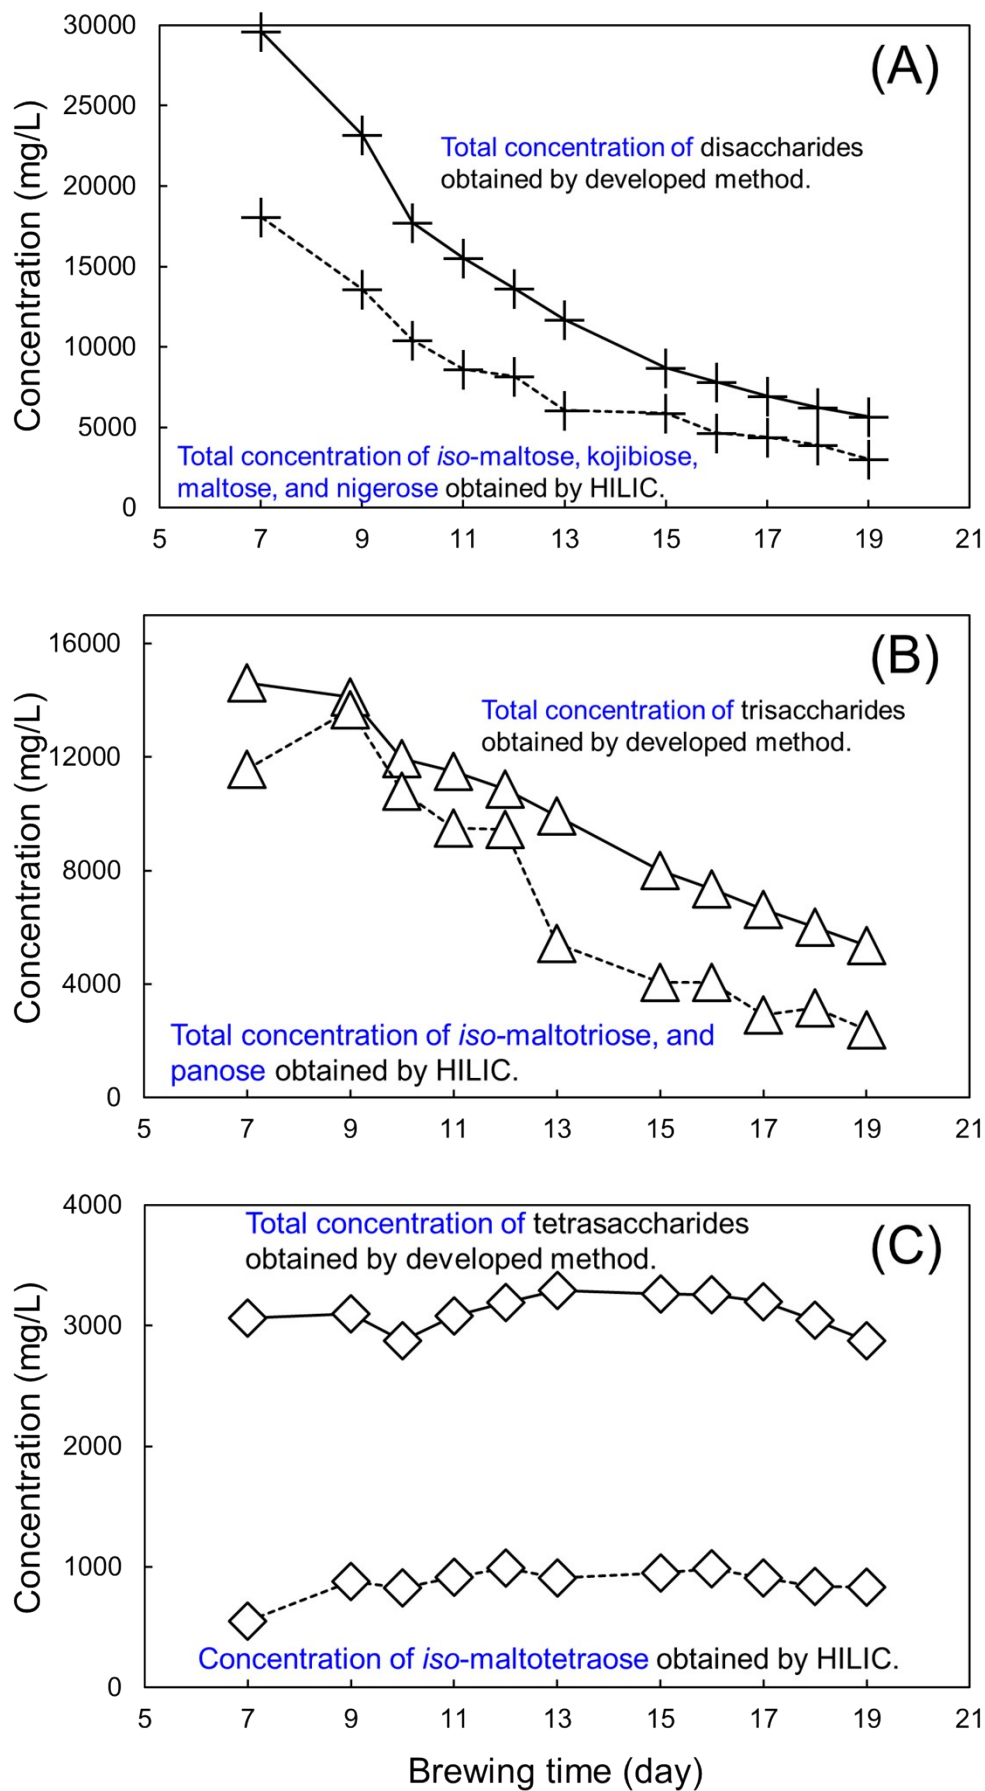 30000
25000
20000
15000
10000
5000
0
Concentration (mg/L)
(A)
Total concentration of disaccharides
obtained by developed method.
Total concentration of iso-maltose, kojibiose,
maltose, and nigerose obtained by HILIC.
5 7 9 11 13 15 17 19 21
16000
12000
8000
4000
0
Concentration (mg/L)
(B)
Total concentration of trisaccharides
obtained by developed method.
Total concentration of iso-maltotriose, and
panose obtained by HILIC.
5 7 9 11 13 15 17 19 21
4000
3000
2000
1000
0
Concentration (mg/L)
Total concentration of tetrasaccharides
obtained by developed method.
(C)
Concentration of iso-maltotetraose obtained by HILIC.
5 7 9 11 13 15 17 19 21
Brewing time (day)